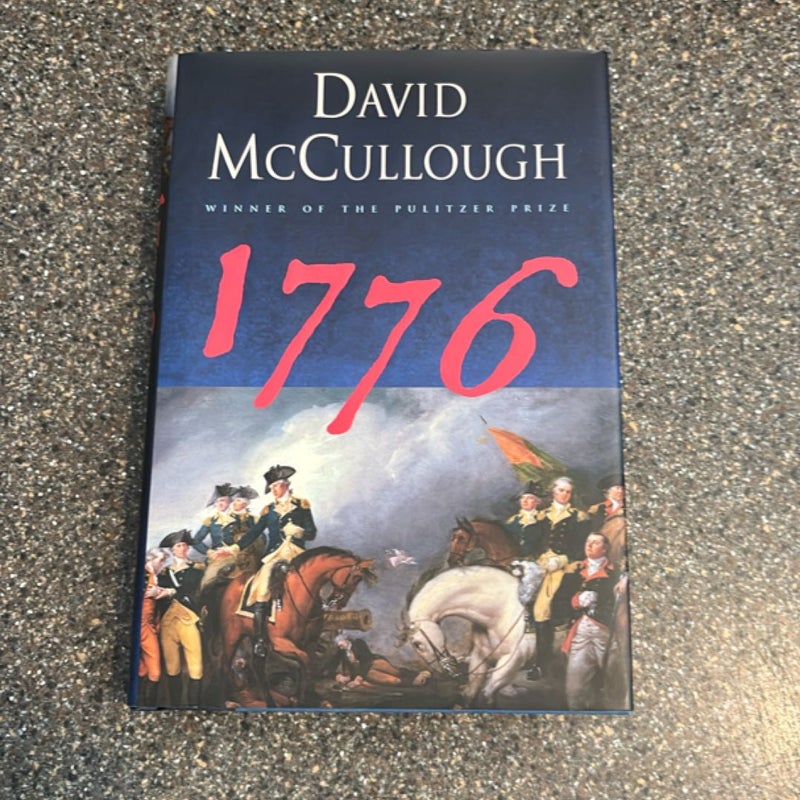 DAVID
MCCULLOUGH
WINNER OF THE PULITZER PRIZE
1776